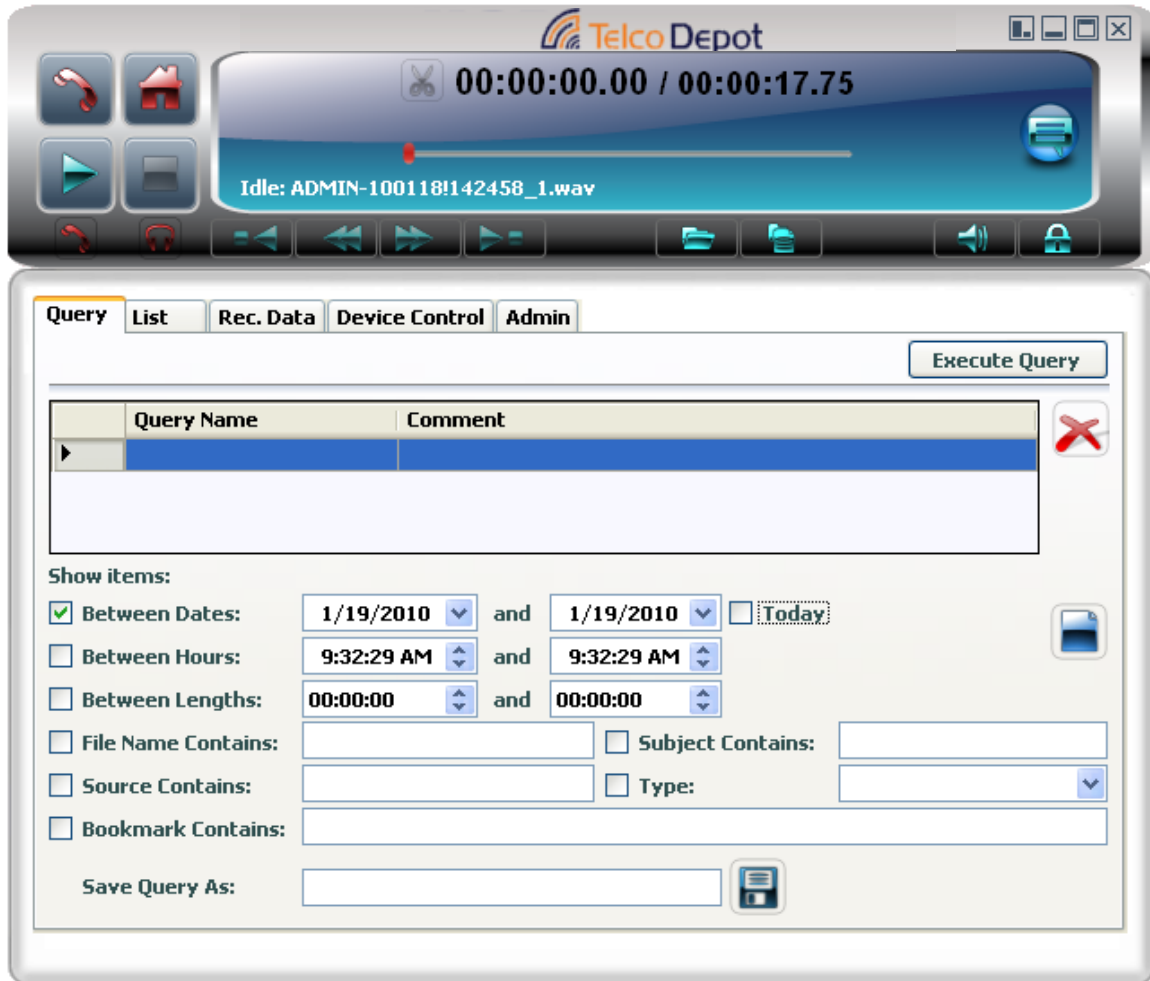 Telco Depot
00:00:00.00 / 00:00:17.75
Idle: ADMIN-100118!142458_1.wav
Query List Rec. Data Device Control Admin
Execute Query
Query Name Comment
Show items:
Between Dates: 1/19/2010 and 1/19/2010 Today
Between Hours: 9:32:29 AM and 9:32:29 AM
Between Lengths: 00:00:00 and 00:00:00
File Name Contains: Subject Contains:
Source Contains: Type:
Bookmark Contains:
Save Query As: